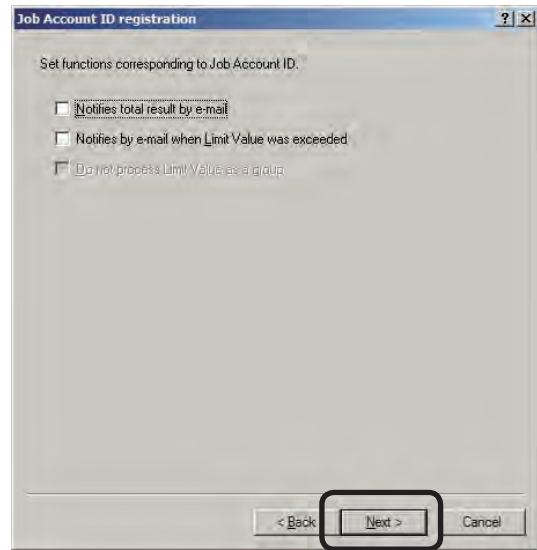 Job Account ID registration
Set functions corresponding to Job Account ID.
Notifies total result by e-mail
Notifies by e-mail when Limit Value was exceeded
Do not process Limit Value as a group
< Back Next > Cancel